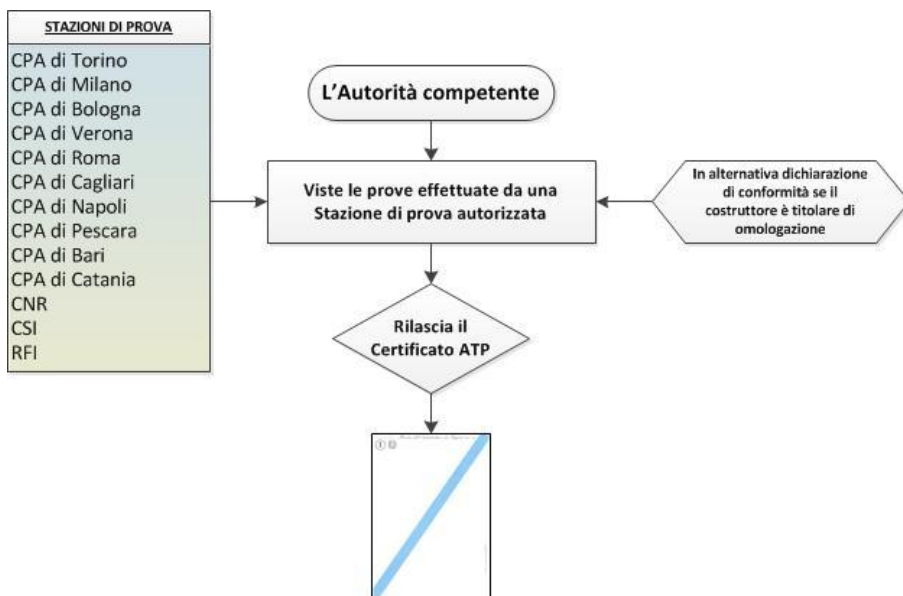 STAZIONI DI PROVA
CPA di Torino
CPA di Milano
CPA di Bologna
CPA di Verona
CPA di Roma
CPA di Cagliari
CPA di Napoli
CPA di Pescara
CPA di Bari
CPA di Catania
CNR
CSI
RFI
L’Autorità competente
Viste le prove effettuate da una
Stazione di prova autorizzata
In alternativa dichiarazione
di conformità se il
costruttore è titolare di
omologazione
Rilascia il
Certificato ATP